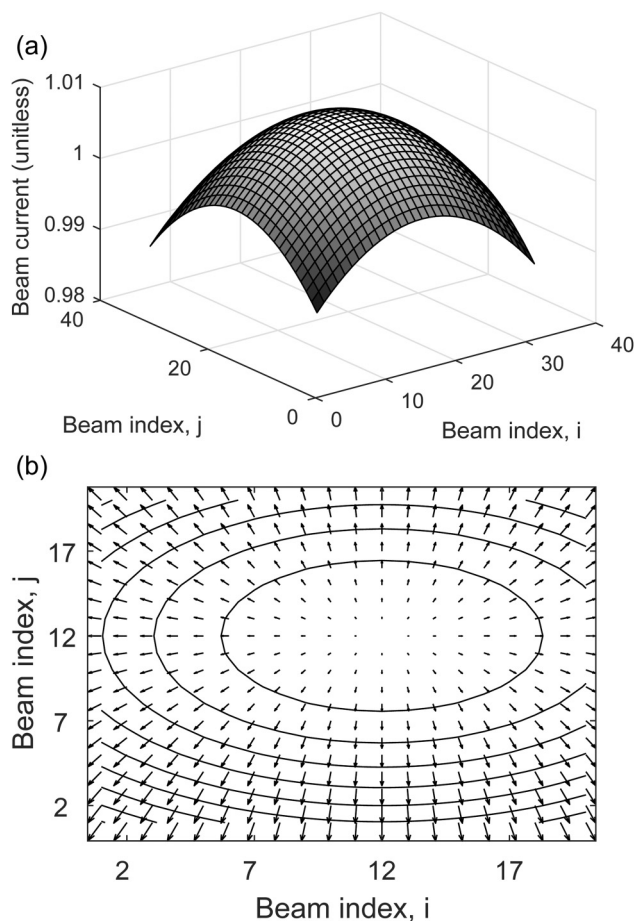 (a)
1.01
1
0.99
0.98
Beam current (unitless)
40
20
0
Beam index, j
0
10
20
30
40
Beam index, i
(b)
17
12
7
2
Beam index, j
2
7
12
17
Beam index, i